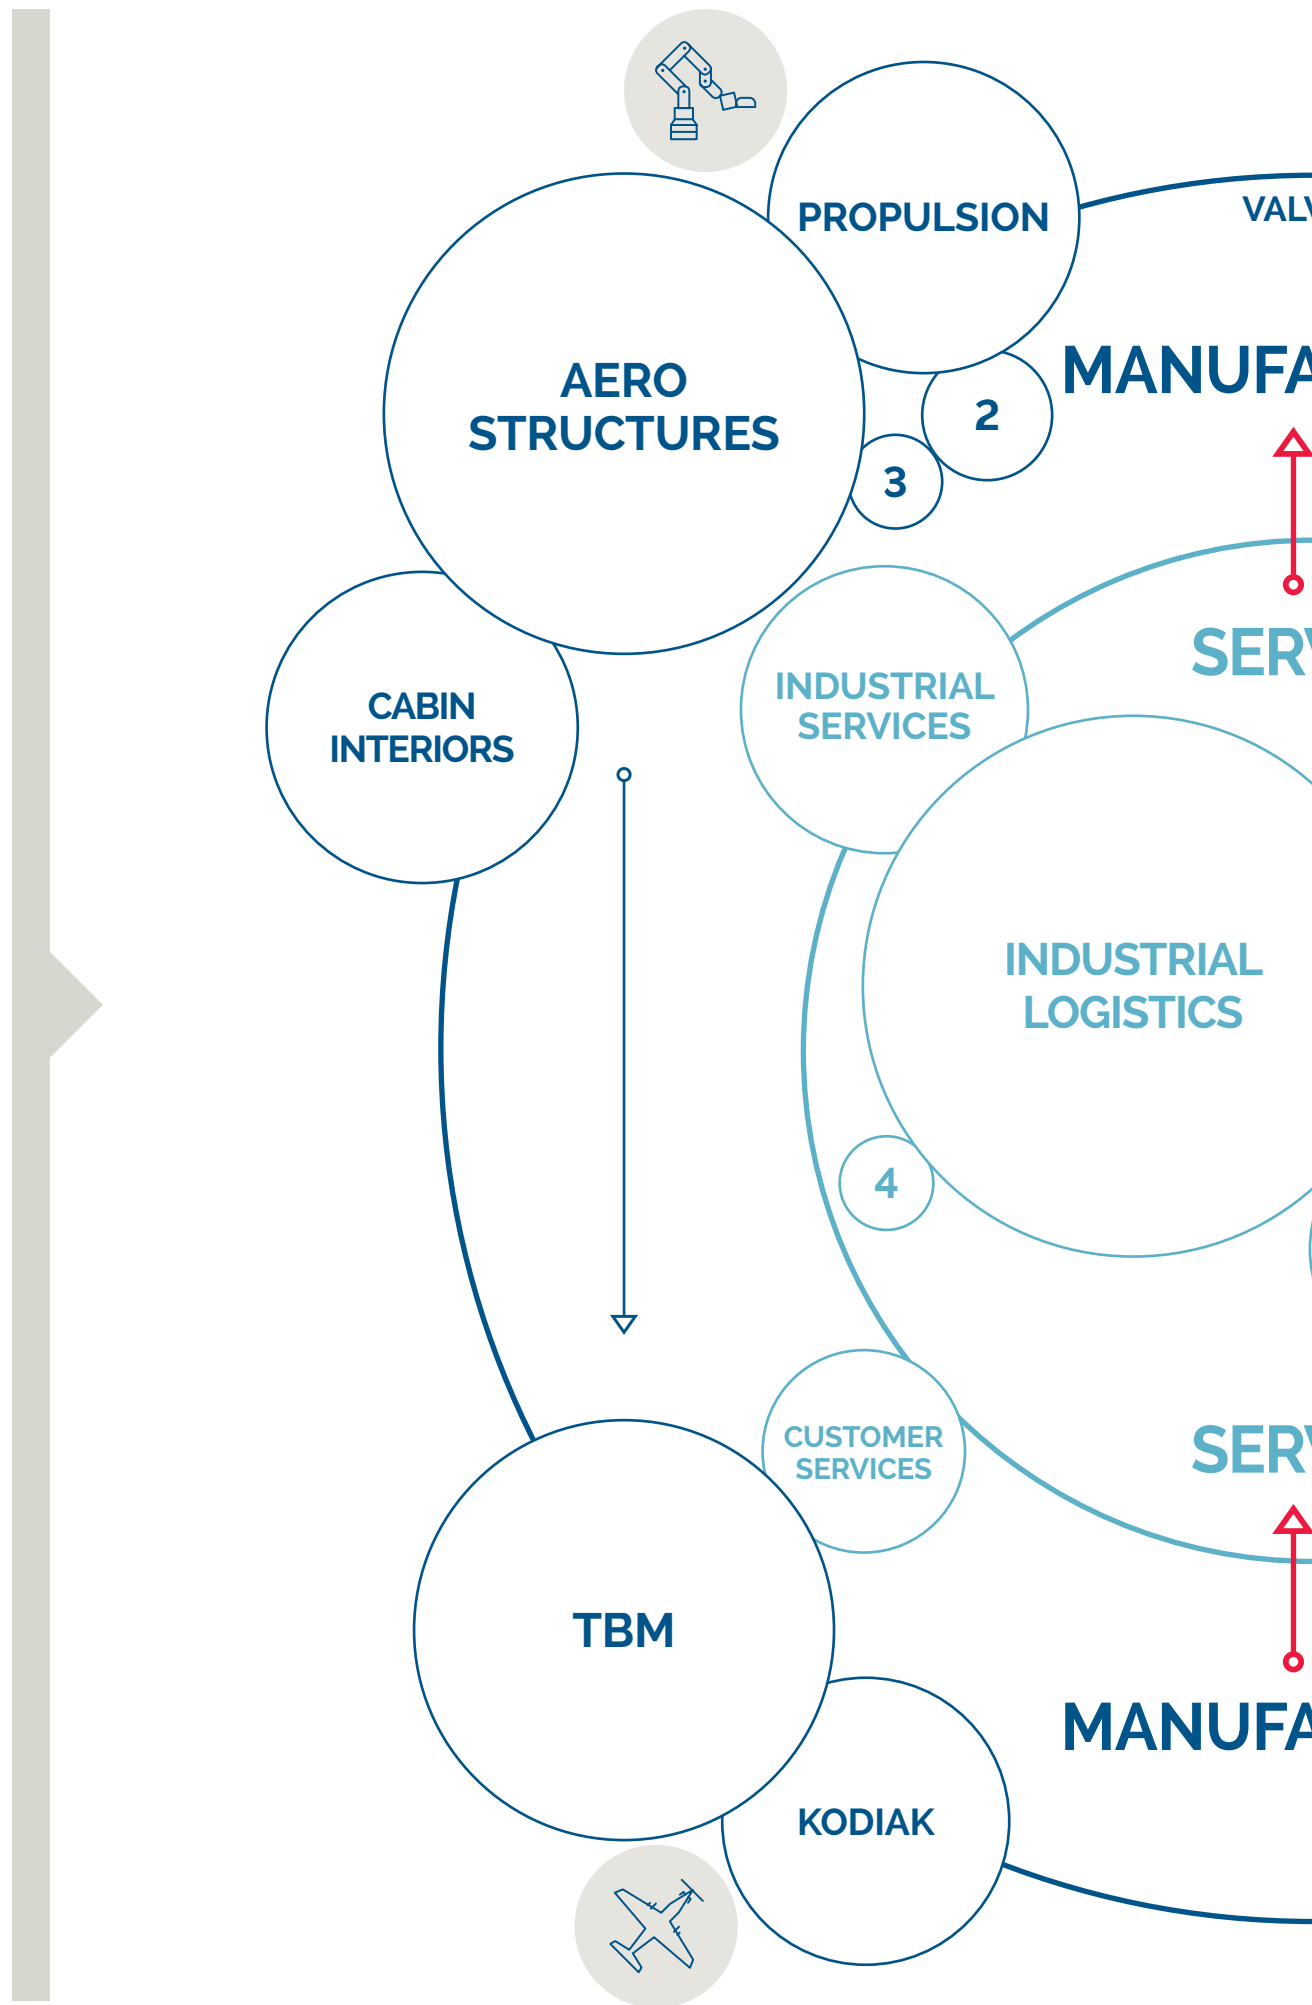 PROPULSION
VALV
AERO
STRUCTURES
MANUFA
2
3
SERV
INDUSTRIAL
SERVICES
CABIN
INTERIORS
INDUSTRIAL
LOGISTICS
4
CUSTOMER
SERVICES
SERV
TBM
MANUFA
KODIAK